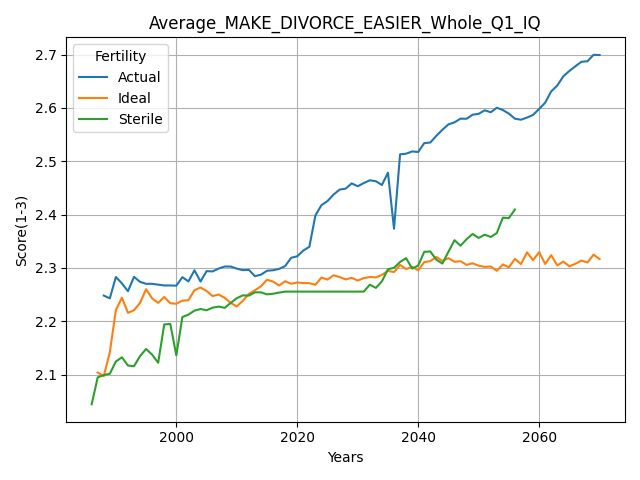 Average_MAKE_DIVORCE_EASIER_Whole_Q1_IQ
Fertility
Actual
Ideal
Sterile
2.7
2.6
2.5
2.4
2.3
2.2
2.1
Score(1-3)
2000
2020
2040
2060
Years